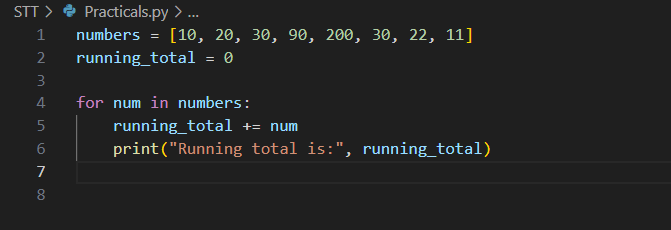 STT > Practicals.py > ...
1 numbers = [10, 20, 30, 90, 200, 30, 22, 11]
2 running_total = 0
3
4 for num in numbers:
5     running_total += num
6     print("Running total is:", running_total)
7
8